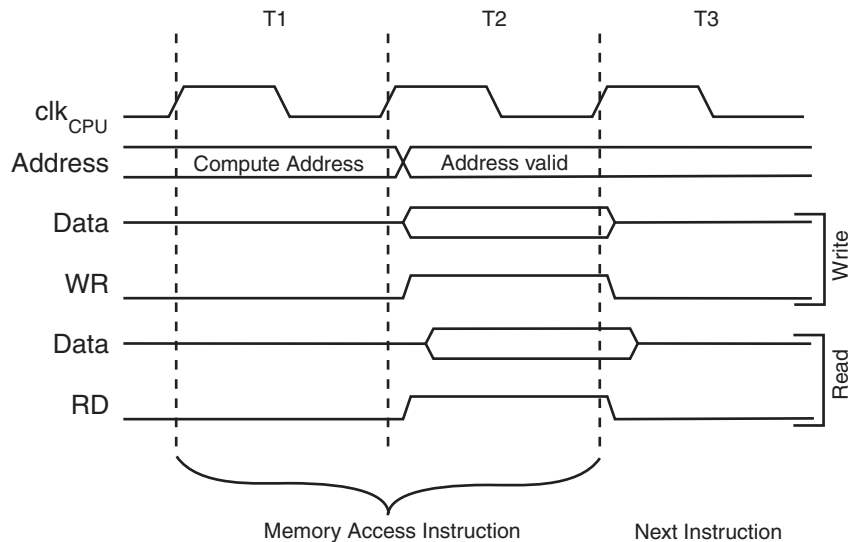 T1 T2 T3
clkCPU
Address Compute Address Address valid
Data
WR
Write
Data
RD
Read
Memory Access Instruction Next Instruction